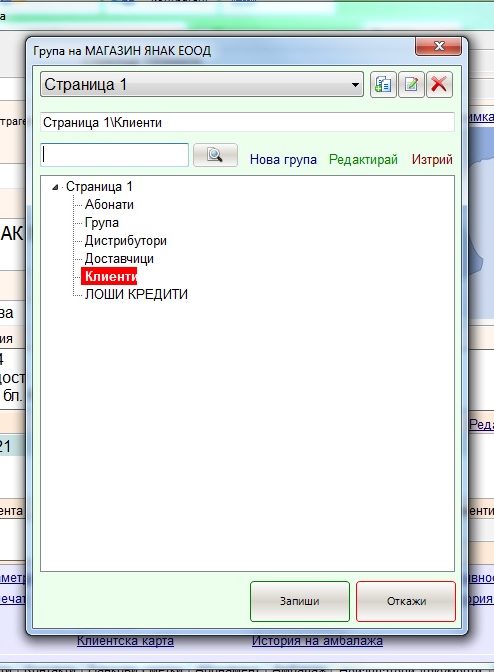 Група на МАГАЗИН ЯНАК ЕООД
Страница 1
Страница 1\Клиенти
Нова група Редактирай Изтрий
Страница 1
Абонати
Група
Дистрибутори
Доставчици
Клиенти
ЛОШИ КРЕДИТИ
Запиши Откажи
Клиентска карта История на амбалажа